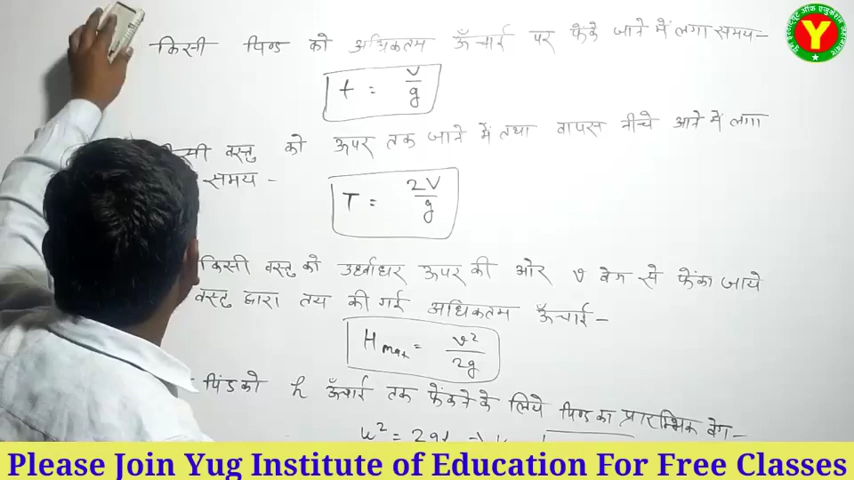 किसी पिण्ड को अधिकतम ऊँचाई पर फेंके जाने में लगा समय-
t = v/g
वस्तु को ऊपर तक जाने में तथा वापस नीचे आने में लगा
समय -
T = 2V/g
किसी वस्तु को उर्ध्वाधर ऊपर की ओर v वेग से फेंका जाये
वस्तु द्वारा तय की गई अधिकतम ऊँचाई-
Hmax = v²/2g
पिंड को h ऊँचाई तक फेंकने के लिये पिण्ड का प्रारम्भिक वेग-
u² = 2g
Y
Please Join Yug Institute of Education For Free Classes